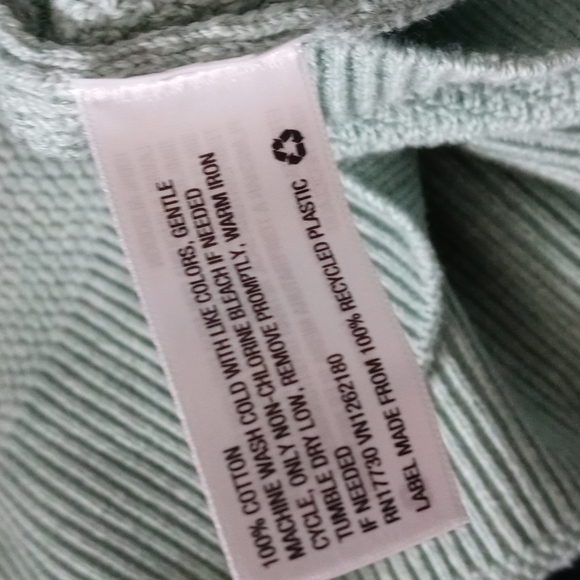 100% COTTON
MACHINE WASH COLD WITH LIKE COLORS, GENTLE
CYCLE, ONLY NON-CHLORINE BLEACH IF NEEDED
TUMBLE DRY LOW, REMOVE PROMPTLY, WARM IRON
IF NEEDED
RN17730 VN1262180
LABEL MADE FROM 100% RECYCLED PLASTIC